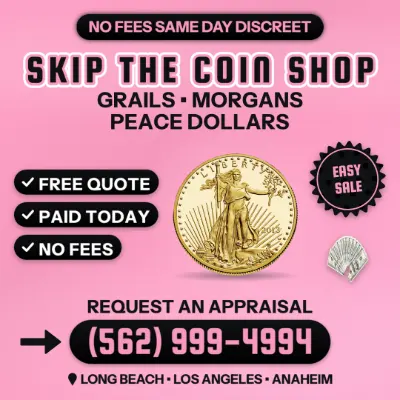 NO FEES SAME DAY DISCREET
SKIP THE COIN SHOP
GRAILS ▪ MORGANS
PEACE DOLLARS
✓ FREE QUOTE
✓ PAID TODAY
✓ NO FEES
LIBERTY
2013
EASY
SALE
REQUEST AN APPRAISAL
→ (562) 999-4994
LONG BEACH ▪ LOS ANGELES ▪ ANAHEIM